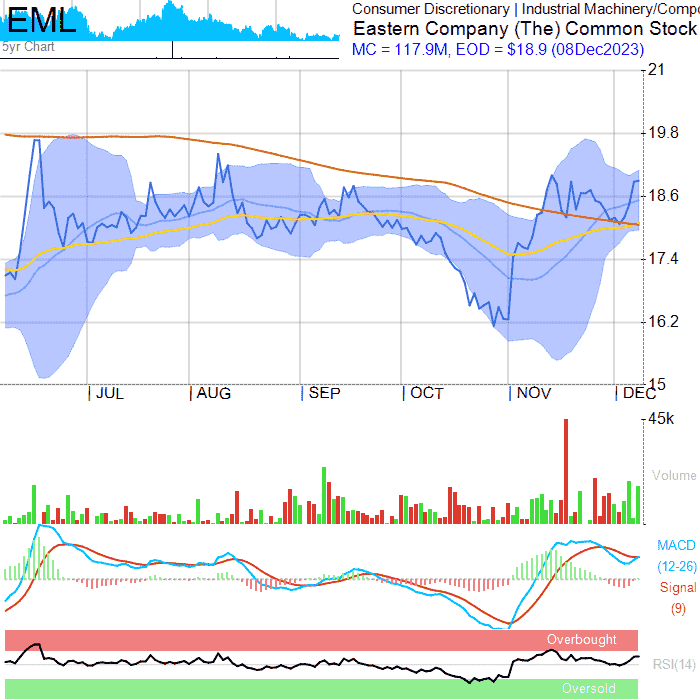 EML
5yr Chart
Consumer Discretionary | Industrial Machinery/Compo
Eastern Company (The) Common Stock
MC = 117.9M, EOD = $18.9 (08Dec2023)
21
19.8
18.6
17.4
16.2
15
JUL AUG SEP OCT NOV DEC
45k
Volume
MACD
(12-26)
Signal
(9)
Overbought
RSI(14)
Oversold